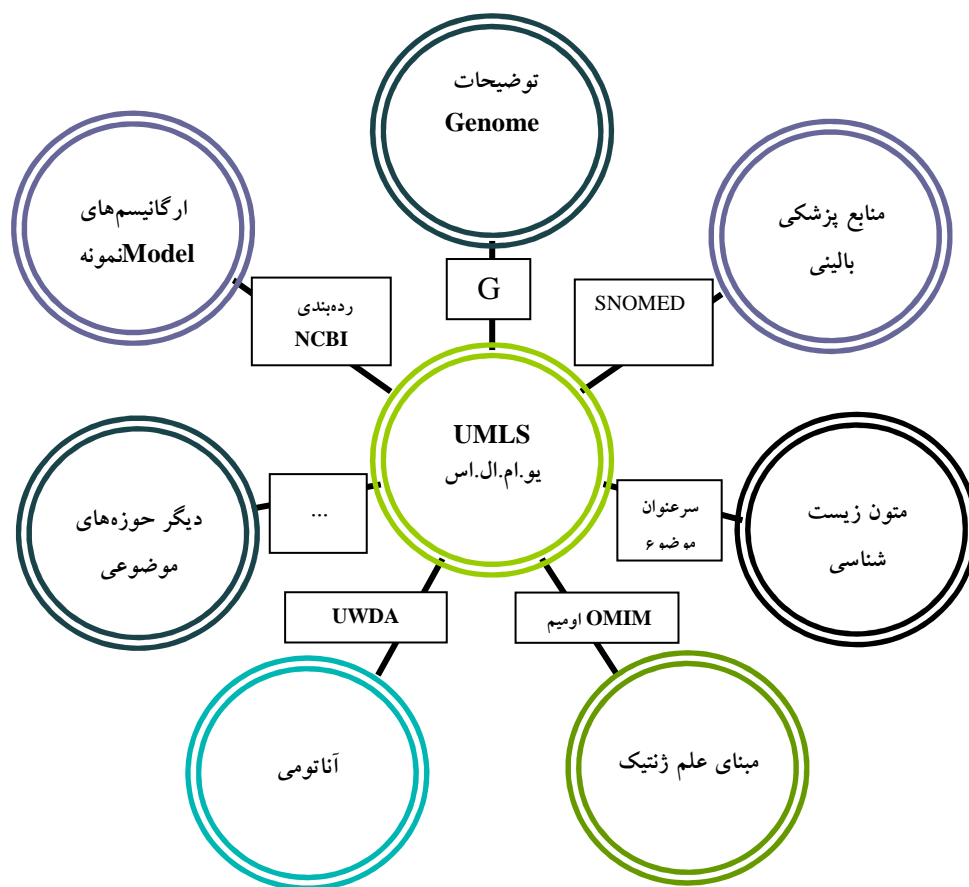 توضیحات
Genome
ارگانیسم‌های
Modelنمونه
منابع پزشکی
بالینی
G
رده‌بندی
NCBI
SNOMED
UMLS
یو.ام.ال.اس
...
سرعنوان
موضوع
دیگر حوزه‌های
موضوعی
متون زیست
شناسی
UWDA
OMIM اومیم
آناتومی
مبنای علم ژنتیک